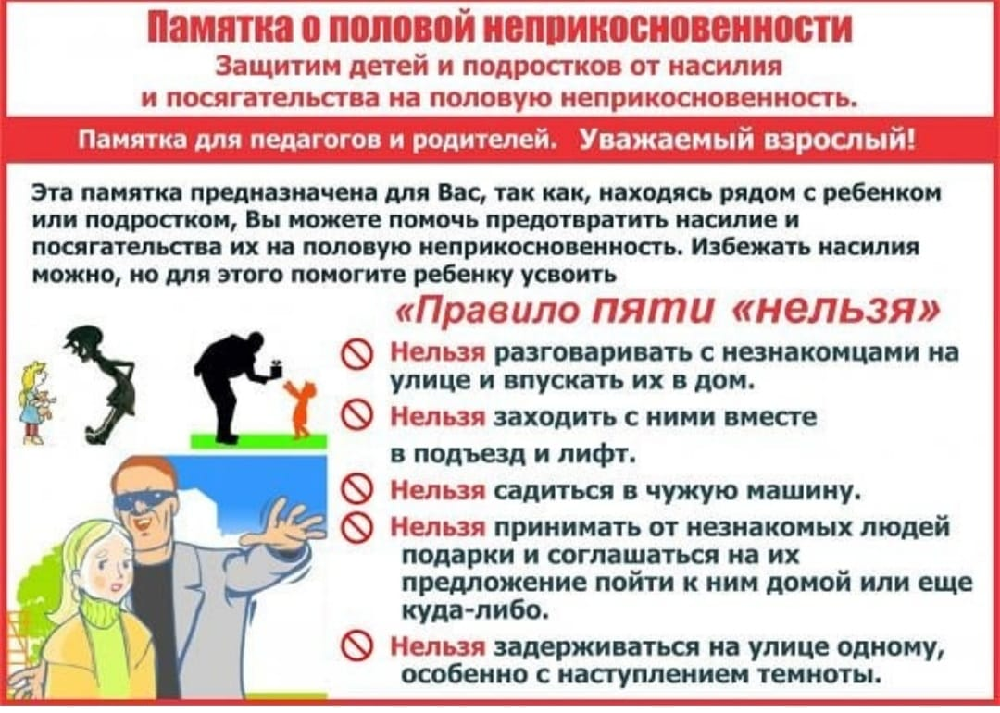 Памятка о половой неприкосновенности
Защитим детей и подростков от насилия
и посягательства на половую неприкосновенность.
Памятка для педагогов и родителей. Уважаемый взрослый!
Эта памятка предназначена для Вас, так как, находясь рядом с ребенком
или подростком, Вы можете помочь предотвратить насилие и
посягательства их на половую неприкосновенность. Избежать насилия
можно, но для этого помогите ребенку усвоить
«Правило пяти «нельзя»
Нельзя разговаривать с незнакомцами на
улице и впускать их в дом.
Нельзя заходить с ними вместе
в подъезд и лифт.
Нельзя садиться в чужую машину.
Нельзя принимать от незнакомых людей
подарки и соглашаться на их
предложение пойти к ним домой или еще
куда-либо.
Нельзя задерживаться на улице одному,
особенно с наступлением темноты.